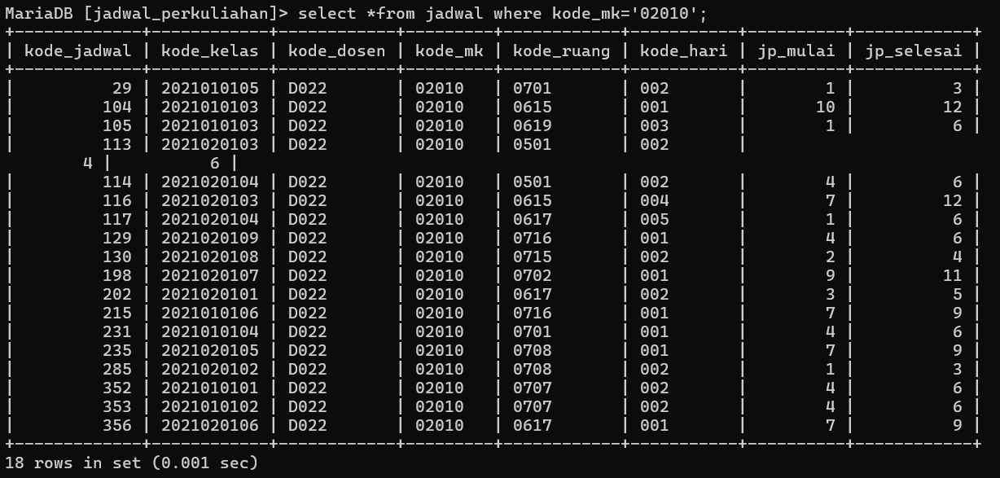 MariaDB [jadwal_perkuliahan]> select *from jadwal where kode_mk='02010';
+-------------+------------+------------+---------+------------+-----------+----------+------------+
| kode_jadwal | kode_kelas | kode_dosen | kode_mk | kode_ruang | kode_hari | jp_mulai | jp_selesai |
+-------------+------------+------------+---------+------------+-----------+----------+------------+
|          29 | 2021010105 | D022       | 02010   | 0701       | 002       |        1 |          3 |
|         104 | 2021010103 | D022       | 02010   | 0615       | 001       |       10 |         12 |
|         105 | 2021010103 | D022       | 02010   | 0619       | 003       |        1 |          6 |
|         113 | 2021020103 | D022       | 02010   | 0501       | 002       |
        4 |          6 |
|         114 | 2021020104 | D022       | 02010   | 0501       | 002       |        4 |          6 |
|         116 | 2021020103 | D022       | 02010   | 0615       | 004       |        7 |         12 |
|         117 | 2021020104 | D022       | 02010   | 0617       | 005       |        1 |          6 |
|         129 | 2021020109 | D022       | 02010   | 0716       | 001       |        4 |          6 |
|         130 | 2021020108 | D022       | 02010   | 0715       | 002       |        2 |          4 |
|         198 | 2021020107 | D022       | 02010   | 0702       | 001       |        9 |         11 |
|         202 | 2021020101 | D022       | 02010   | 0617       | 002       |        3 |          5 |
|         215 | 2021010106 | D022       | 02010   | 0716       | 001       |        7 |          9 |
|         231 | 2021010104 | D022       | 02010   | 0701       | 001       |        4 |          6 |
|         235 | 2021020105 | D022       | 02010   | 0708       | 001       |        7 |          9 |
|         285 | 2021020102 | D022       | 02010   | 0708       | 002       |        1 |          3 |
|         352 | 2021010101 | D022       | 02010   | 0707       | 002       |        4 |          6 |
|         353 | 2021010102 | D022       | 02010   | 0707       | 002       |        4 |          6 |
|         356 | 2021020106 | D022       | 02010   | 0617       | 001       |        7 |          9 |
+-------------+------------+------------+---------+------------+-----------+----------+------------+
18 rows in set (0.001 sec)